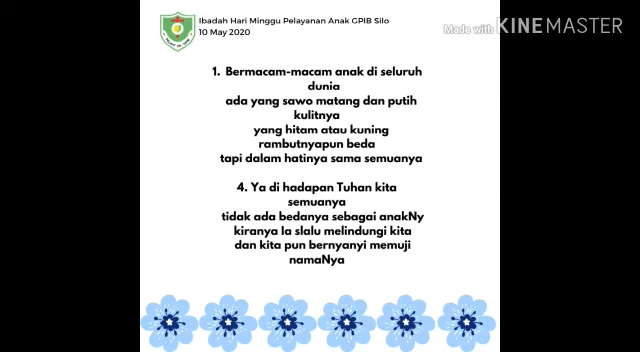 Ibadah Hari Minggu Pelayanan Anak GPIB Silo
10 May 2020
Made with KINEMASTER
1. Bermacam-macam anak di seluruh
dunia
ada yang sawo matang dan putih
kulitnya
yang hitam atau kuning
rambutnyapun beda
tapi dalam hatinya sama semuanya
4. Ya di hadapan Tuhan kita
semuanya
tidak ada bedanya sebagai anakNy
kiranya Ia slalu melindungi kita
dan kita pun bernyanyi memuji
namaNya